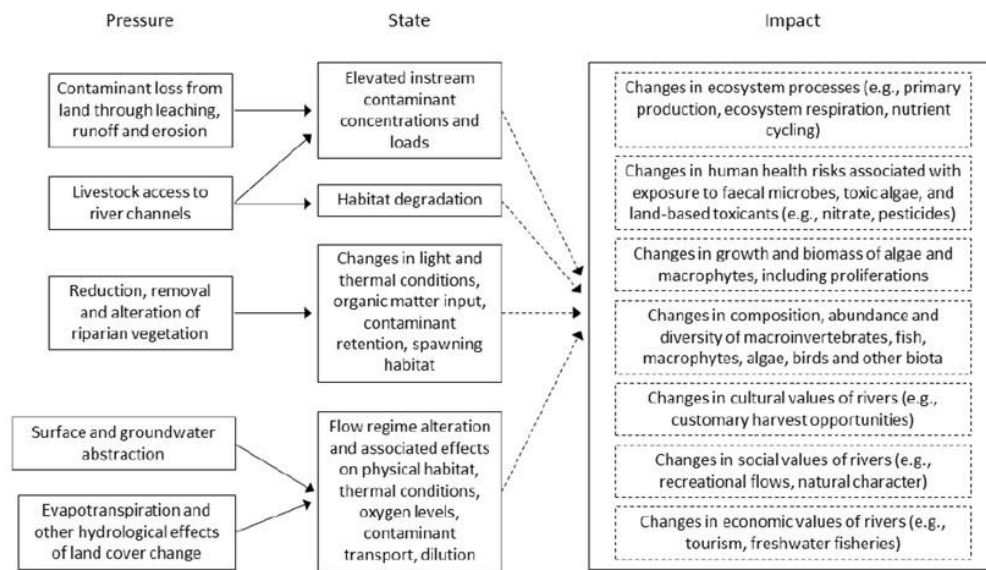 Pressure
State
Impact
Contaminant loss from
land through leaching,
runoff and erosion
Livestock access to
river channels
Reduction, removal
and alteration of
riparian vegetation
Surface and groundwater
abstraction
Evapotranspiration and
other hydrological effects
of land cover change
Elevated instream
contaminant
concentrations and
loads
Habitat degradation
Changes in light and
thermal conditions,
organic matter input,
contaminant
retention, spawning
habitat
Flow regime alteration
and associated effects
on physical habitat,
thermal conditions,
oxygen levels,
contaminant
transport, dilution
Changes in ecosystem processes (e.g., primary
production, ecosystem respiration, nutrient
cycling)
Changes in human health risks associated with
exposure to faecal microbes, toxic algae, and
land-based toxicants (e.g., nitrate, pesticides)
Changes in growth and biomass of algae and
macrophytes, including proliferations
Changes in composition, abundance and
diversity of macroinvertebrates, fish,
macrophytes, algae, birds and other biota
Changes in cultural values of rivers (e.g.,
customary harvest opportunities)
Changes in social values of rivers (e.g.,
recreational flows, natural character)
Changes in economic values of rivers (e.g.,
tourism, freshwater fisheries)